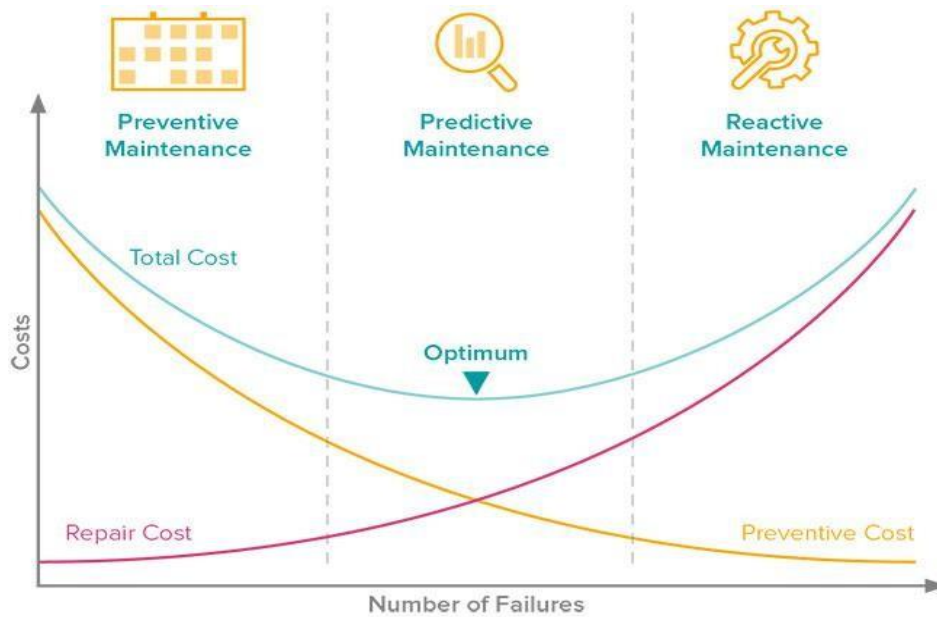 Preventive
Maintenance
Predictive
Maintenance
Reactive
Maintenance
Total Cost
Optimum
Costs
Repair Cost
Preventive Cost
Number of Failures